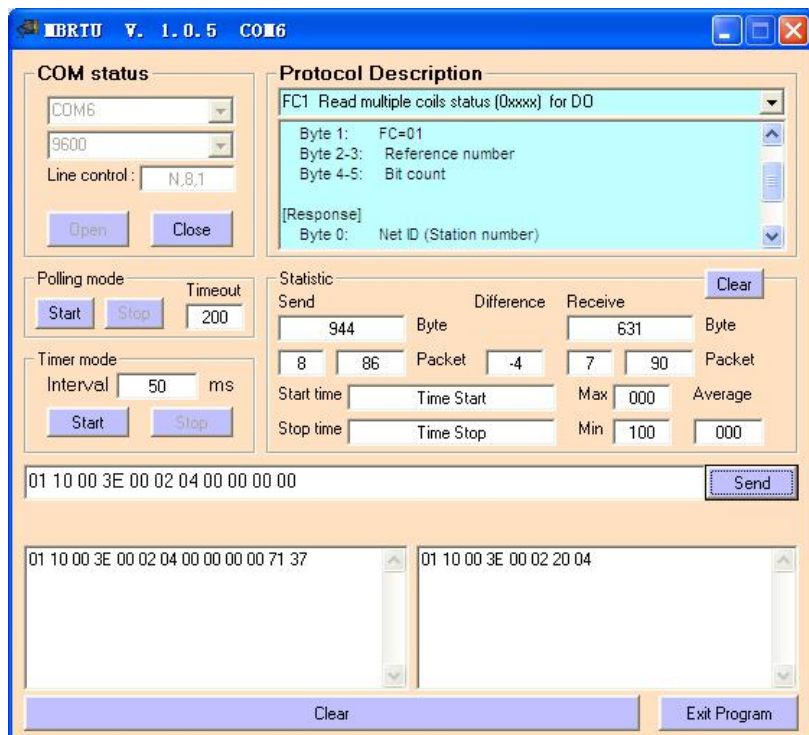 MBRTU V. 1.0.5 COM6
COM status
COM6
9600
Line control : N,8,1
Open Close
Protocol Description
FC1 Read multiple coils status (0xxxx) for DO
Byte 1: FC=01
Byte 2-3: Reference number
Byte 4-5: Bit count
[Response]
Byte 0: Net ID (Station number)
Polling mode
Timeout
Start Stop 200
Timer mode
Interval 50 ms
Start Stop
Statistic Clear
Send Difference Receive
944 Byte 631 Byte
8 86 Packet -4 7 90 Packet
Start time Time Start Max 000 Average
Stop time Time Stop Min 100 000
01 10 00 3E 00 02 04 00 00 00 00 Send
01 10 00 3E 00 02 04 00 00 00 00 71 37
01 10 00 3E 00 02 20 04
Clear Exit Program